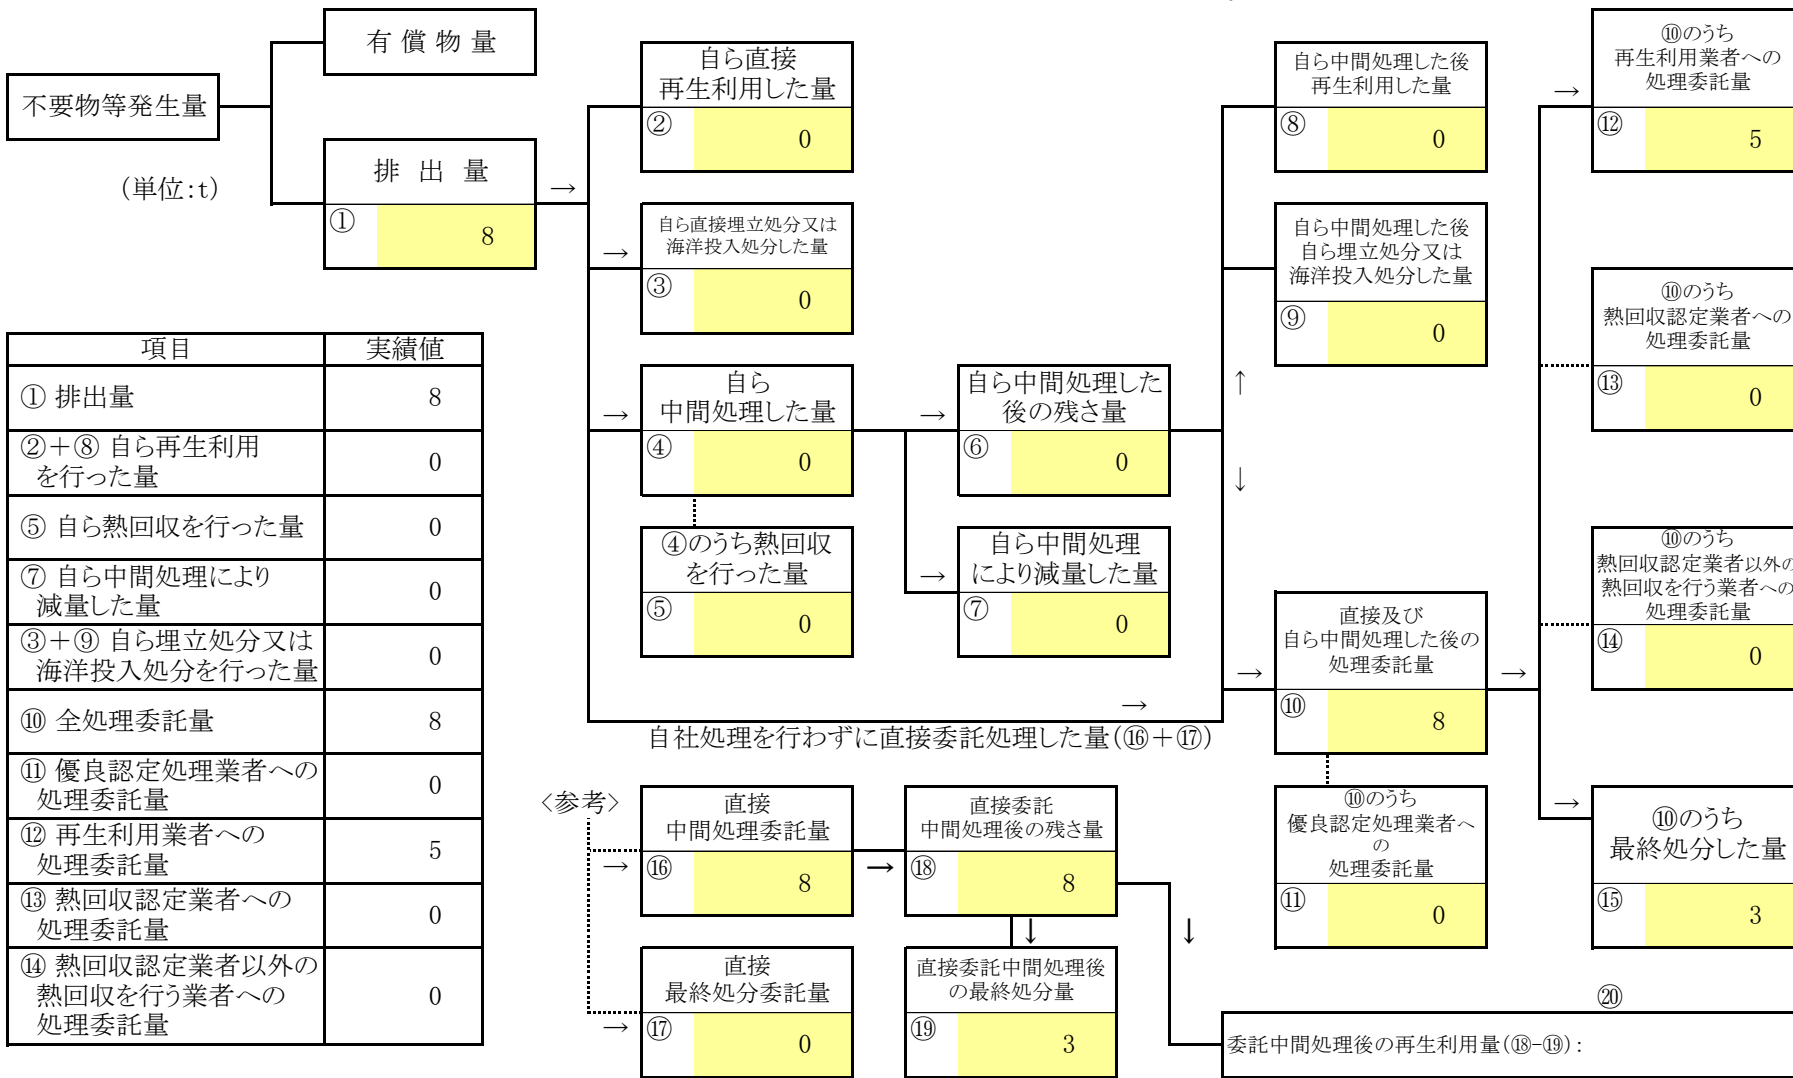 不要物等発生量
(単位:t)
有 償 物 量
排 出 量
→
① 8
自ら直接
再生利用した量
② 0
→
自ら直接埋立処分又は
海洋投入処分した量
③ 0
→
自ら
中間処理した量
④ 0
④のうち熱回収
を行った量
⑤ 0
→
自ら中間処理した
後の残さ量
⑥ 0
→
自ら中間処理
により減量した量
⑦ 0
自ら中間処理した後
再生利用した量
⑧ 0
自ら中間処理した後
自ら埋立処分又は
海洋投入処分した量
⑨ 0
↑
↓
→
自社処理を行わずに直接委託処理した量(⑯+⑰)
→
直接及び
自ら中間処理した後の
処理委託量
⑩ 8
→
⑩のうち
優良認定処理業者へ
の
処理委託量
⑪ 0
→
⑩のうち
再生利用業者への
処理委託量
⑫ 5
⑩のうち
熱回収認定業者への
処理委託量
⑬ 0
⑩のうち
熱回収認定業者以外の
熱回収を行う業者への
処理委託量
⑭ 0
→
⑩のうち
最終処分した量
⑮ 3
項目 実績値
① 排出量 8
②+⑧ 自ら再生利用
を行った量 0
⑤ 自ら熱回収を行った量 0
⑦ 自ら中間処理により
減量した量 0
③+⑨ 自ら埋立処分又は
海洋投入処分を行った量 0
⑩ 全処理委託量 8
⑪ 優良認定処理業者への
処理委託量 0
⑫ 再生利用業者への
処理委託量 5
⑬ 熱回収認定業者への
処理委託量 0
⑭ 熱回収認定業者以外の
熱回収を行う業者への
処理委託量 0
〈参考〉
直接
中間処理委託量
→ ⑯ 8
直接
最終処分委託量
→ ⑰ 0
直接委託
中間処理後の残さ量
→ ⑱ 8
↓
直接委託中間処理後
の最終処分量
⑲ 3
↓
⑳
委託中間処理後の再生利用量(⑱-⑲):